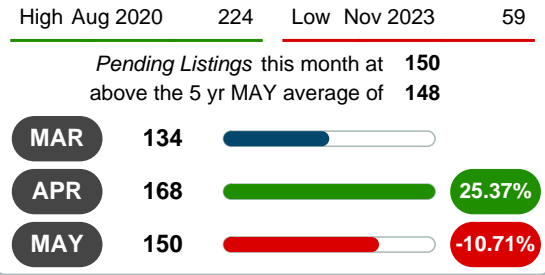 High Aug 2020 224 Low Nov 2023 59
Pending Listings this month at 150
above the 5 yr MAY average of 148
MAR 134
APR 168 25.37%
MAY 150 -10.71%